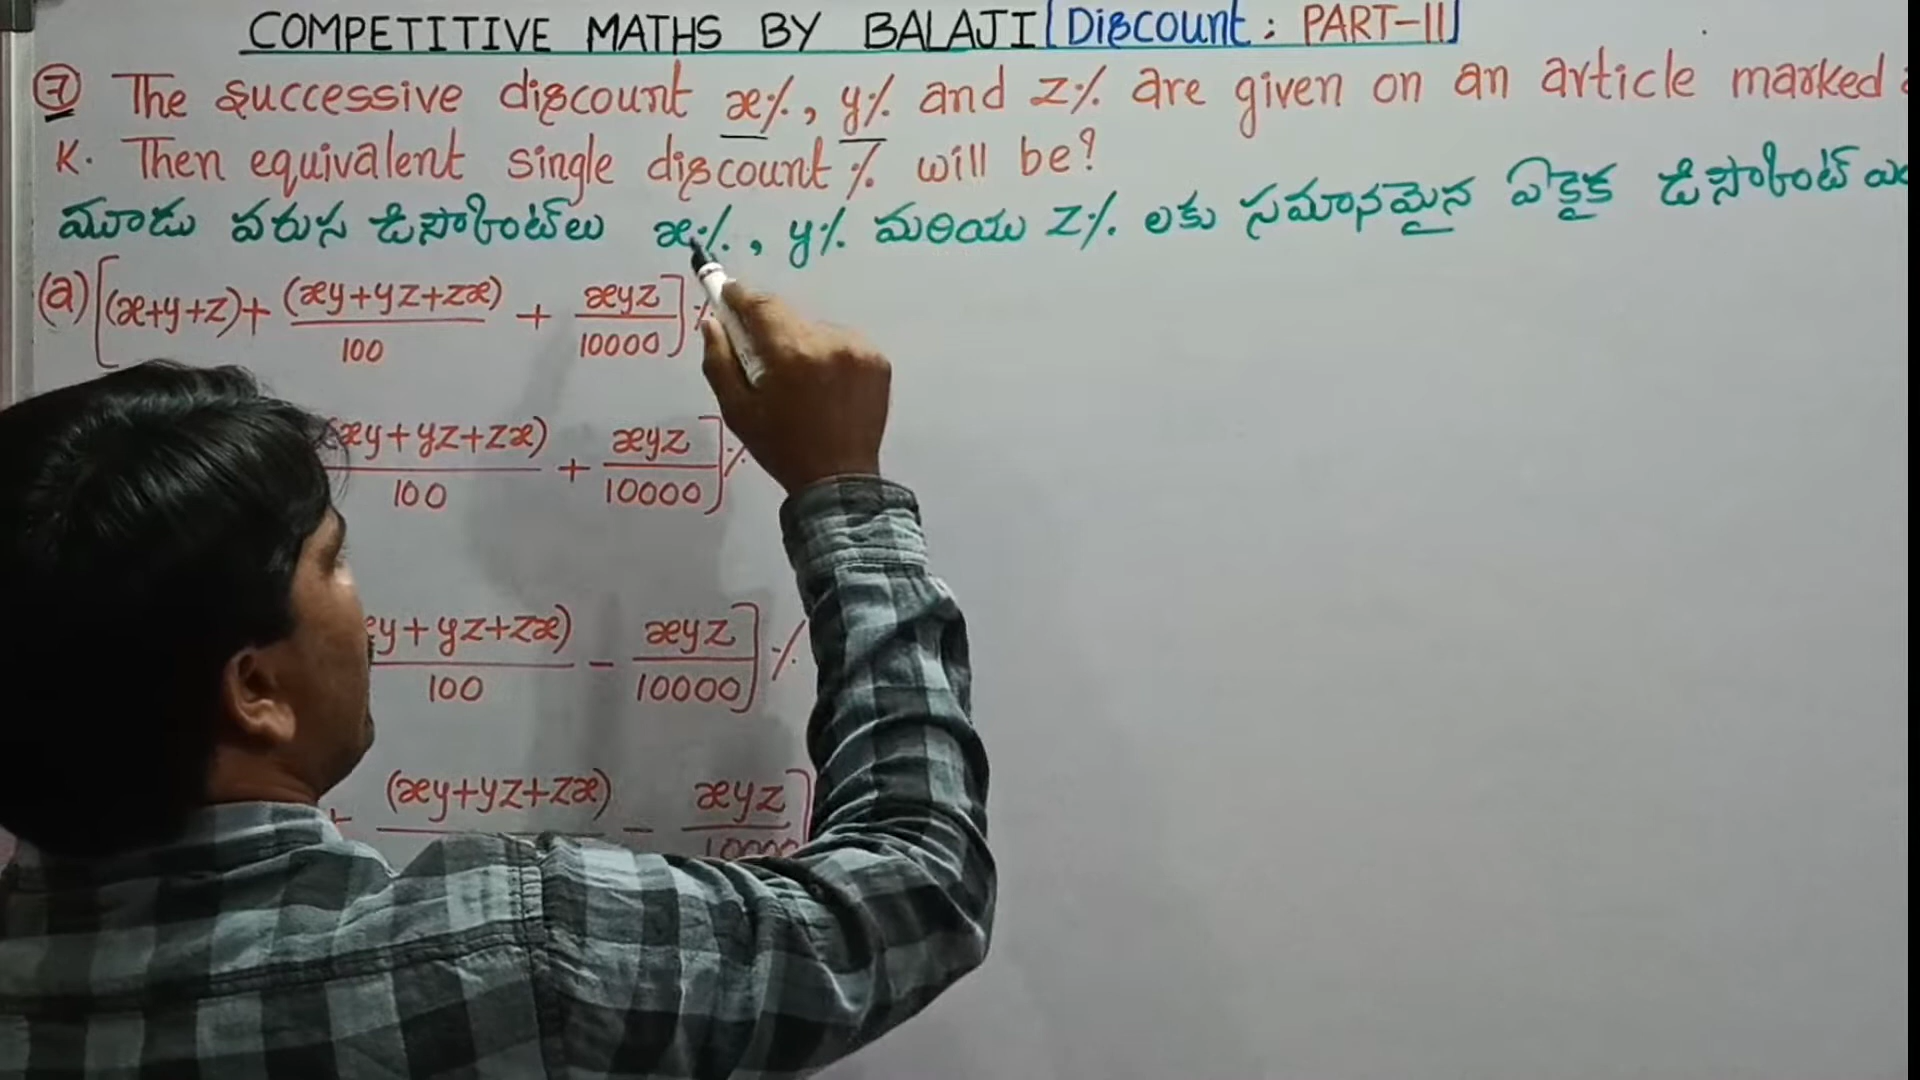 COMPETITIVE MATHS BY BALAJI [Discount : PART-II]
⑦ The successive discount x%, y% and z% are given on an article marked
K. Then equivalent single discount % will be?
మూడు వరుస డిస్కౌంట్‌లు x%, y% మరియు z% లకు సమానమైన ఏకైక డిస్కౌంట్
(a) [(x+y+z) + (xy+yz+zx)/100 + xyz/10000]%
(xy+yz+zx)/100 + xyz/10000]%
y+yz+zx)/100 - xyz/10000]%
+ (xy+yz+zx) - xyz/10000]